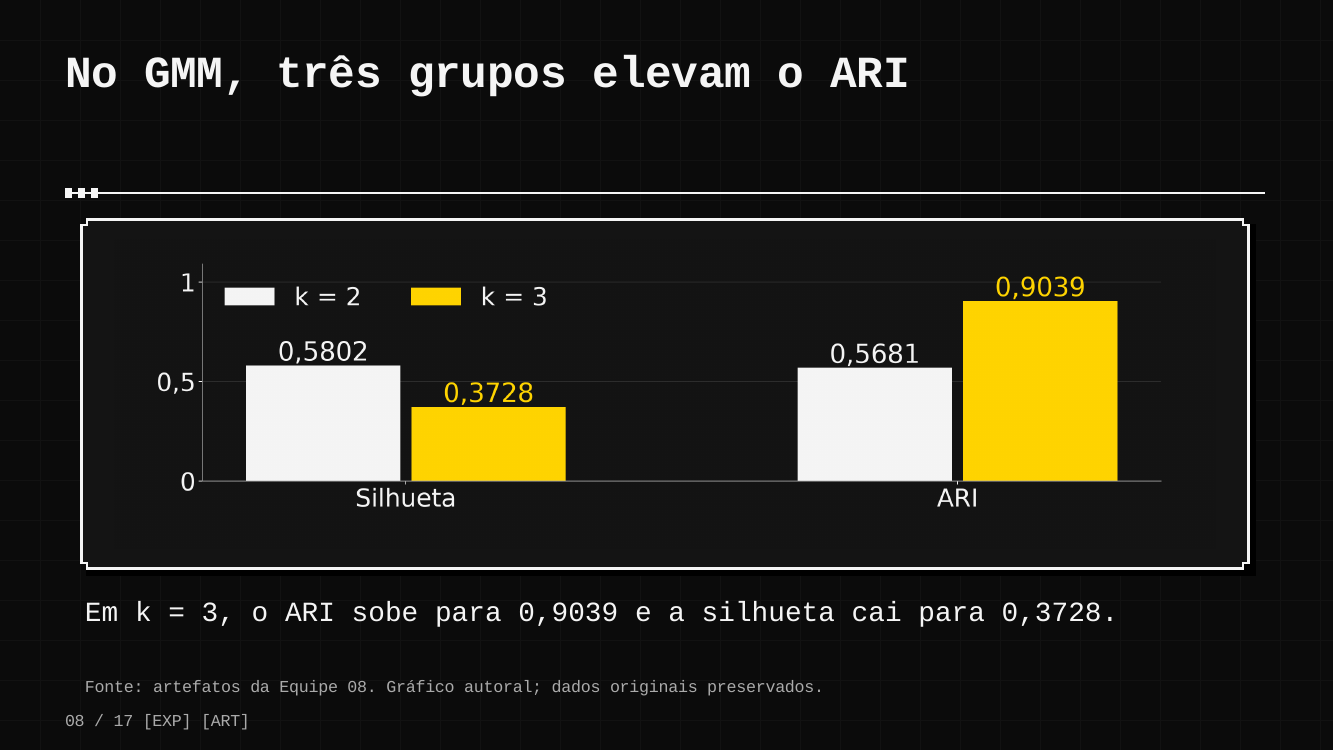 No GMM, três grupos elevam o ARI
k = 2
k = 3
1
0,5
0
0,5802
0,3728
0,5681
0,9039
Silhueta
ARI
Em k = 3, o ARI sobe para 0,9039 e a silhueta cai para 0,3728.
Fonte: artefatos da Equipe 08. Gráfico autoral; dados originais preservados.
08 / 17 [EXP] [ART]